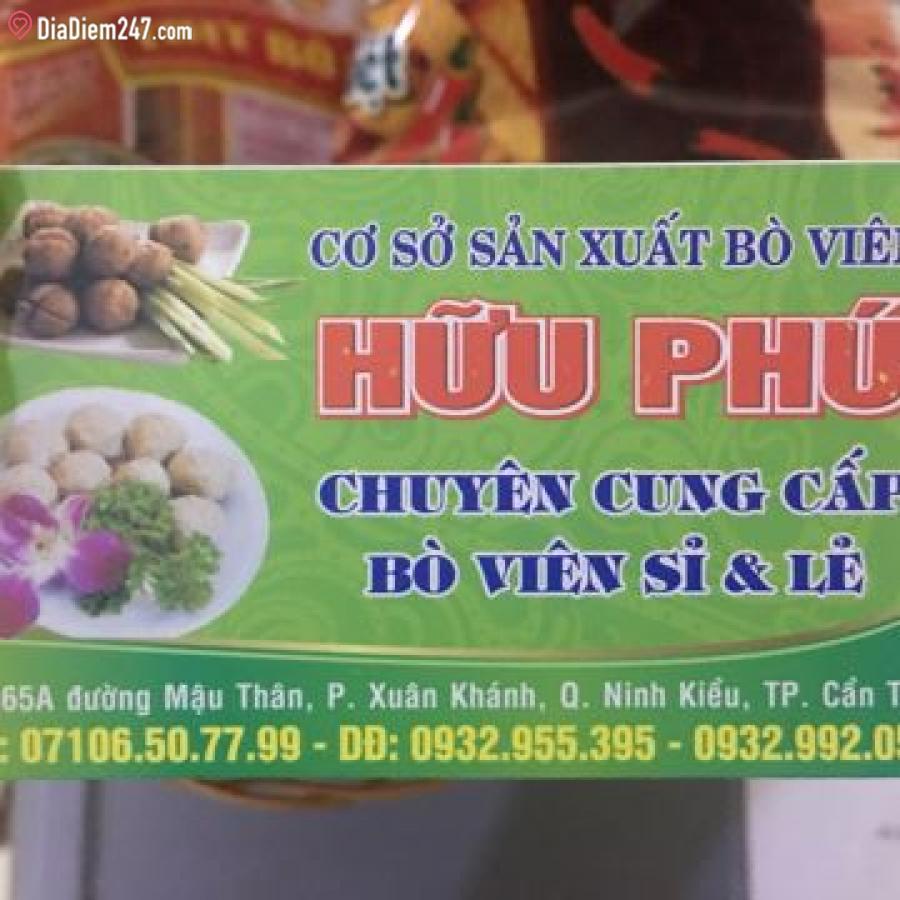 DiaDiem247.com
CƠ SỞ SẢN XUẤT BÒ VIÊN
HỮU PHÚ
CHUYÊN CUNG CẤP
BÒ VIÊN SỈ & LẺ
65A đường Mậu Thân, P. Xuân Khánh, Q. Ninh Kiều, TP. Cần T
: 07106.50.77.99 - DĐ: 0932.955.395 - 0932.992.05